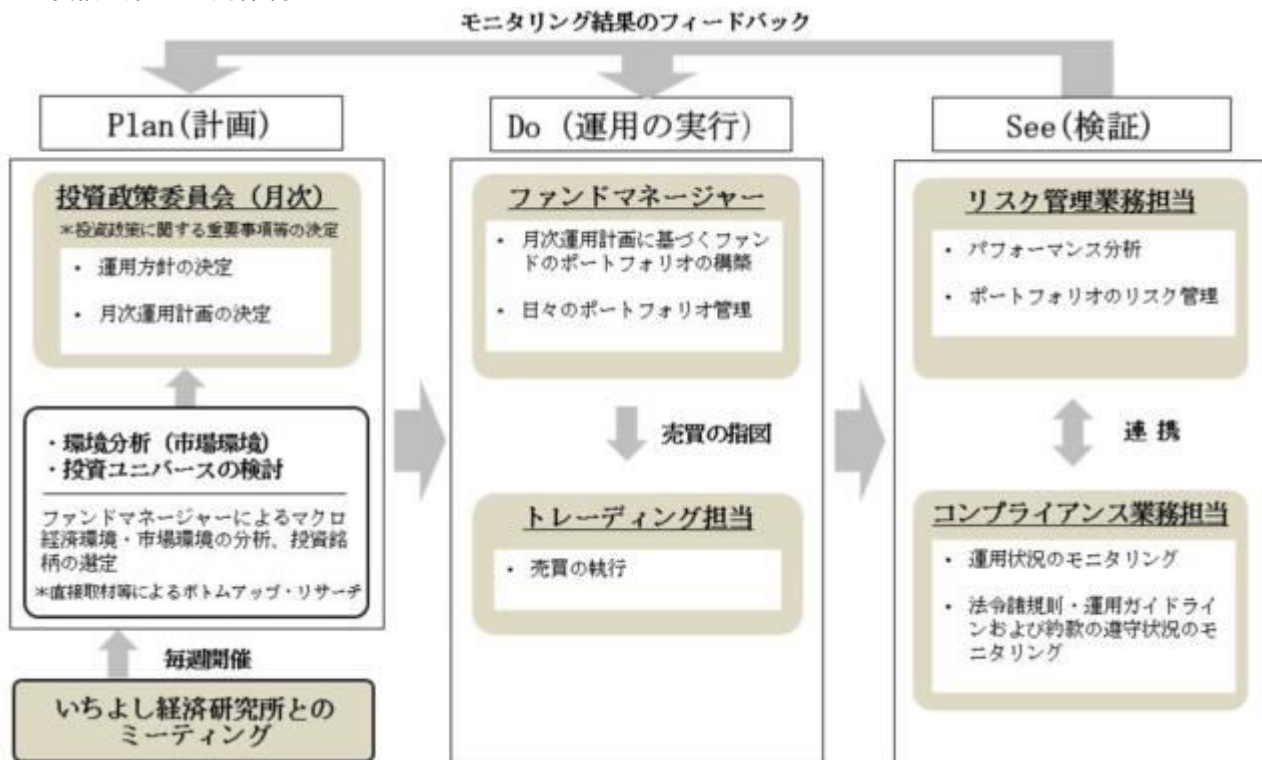 モニタリング結果のフィードバック
Plan(計画)
投資政策委員会（月次）
＊投資政策に関する重要事項等の決定
・ 運用方針の決定
・ 月次運用計画の決定
・環境分析（市場環境）
・投資ユニバースの検討
ファンドマネージャーによるマクロ
経済環境・市場環境の分析、投資銘
柄の選定
＊直接取材等によるボトムアップ・リサーチ
毎週開催
いちよし経済研究所との
ミーティング
Do (運用の実行)
ファンドマネージャー
・ 月次運用計画に基づくファン
ドのポートフォリオの構築
・ 日々のポートフォリオ管理
売買の指図
トレーディング担当
・ 売買の執行
See(検証)
リスク管理業務担当
・ パフォーマンス分析
・ ポートフォリオのリスク管理
連 携
コンプライアンス業務担当
・ 運用状況のモニタリング
・ 法令諸規則・運用ガイドライ
ンおよび約款の遵守状況のモ
ニタリング